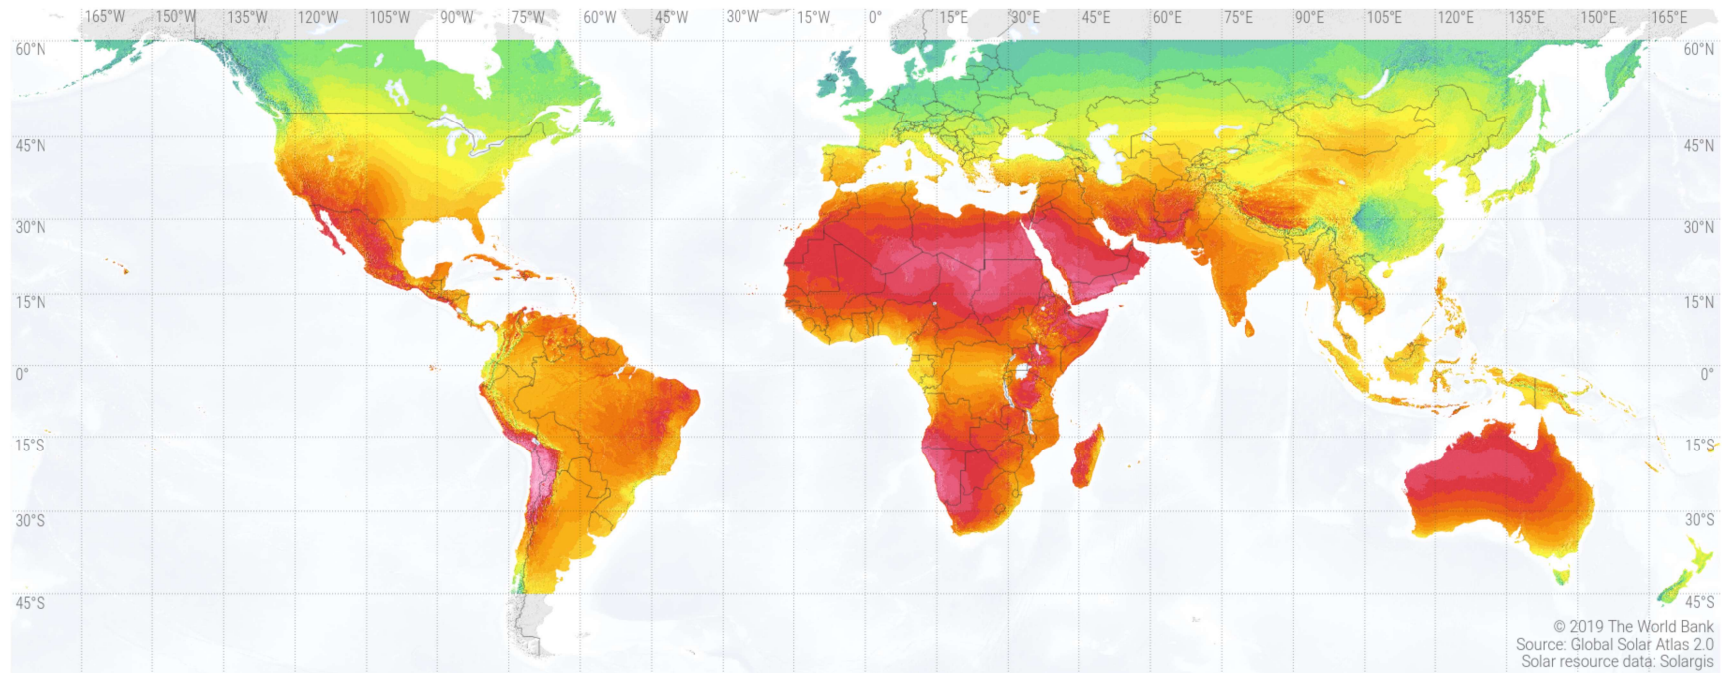 165°W 150°W 135°W 120°W 105°W 90°W 75°W 60°W 45°W 30°W 15°W 0° 15°E 30°E 45°E 60°E 75°E 90°E 105°E 120°E 135°E 150°E 165°E
60°N 60°N
45°N 45°N
30°N 30°N
15°N 15°N
0° 0°
15°S 15°S
30°S 30°S
45°S 45°S
© 2019 The World Bank
Source: Global Solar Atlas 2.0
Solar resource data: Solargis